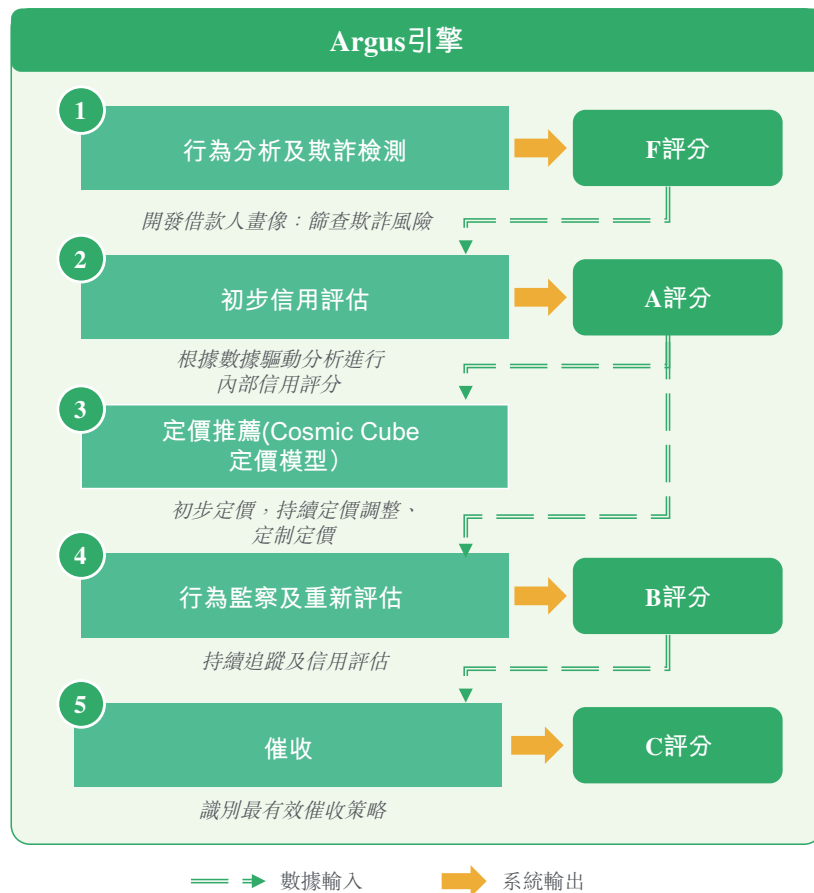 Argus引擎
1
行為分析及欺詐檢測
F評分
開發借款人畫像：篩查欺詐風險
2
初步信用評估
A評分
根據數據驅動分析進行
內部信用評分
3
定價推薦(Cosmic Cube
定價模型）
初步定價，持續定價調整、
定制定價
4
行為監察及重新評估
B評分
持續追蹤及信用評估
5
催收
C評分
識別最有效催收策略
數據輸入
系統輸出